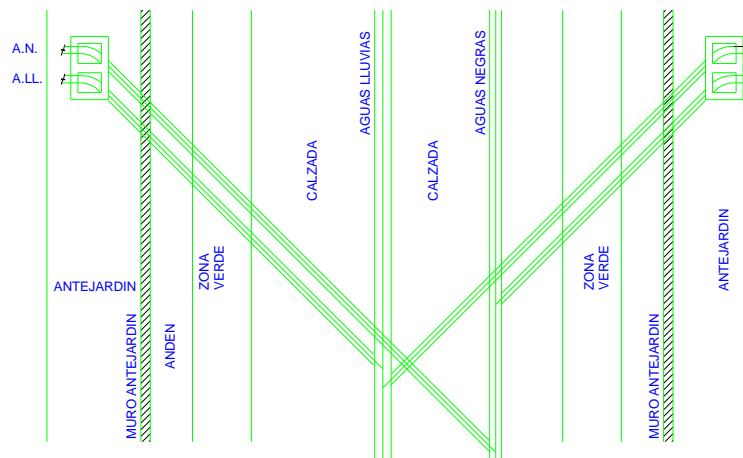 A.N.
A.LL.
ANTEJARDIN
MURO ANTEJARDIN
ANDEN
ZONA
VERDE
CALZADA
AGUAS LLUVIAS
CALZADA
AGUAS NEGRAS
ZONA
VERDE
MURO ANTEJARDIN
ANTEJARDIN